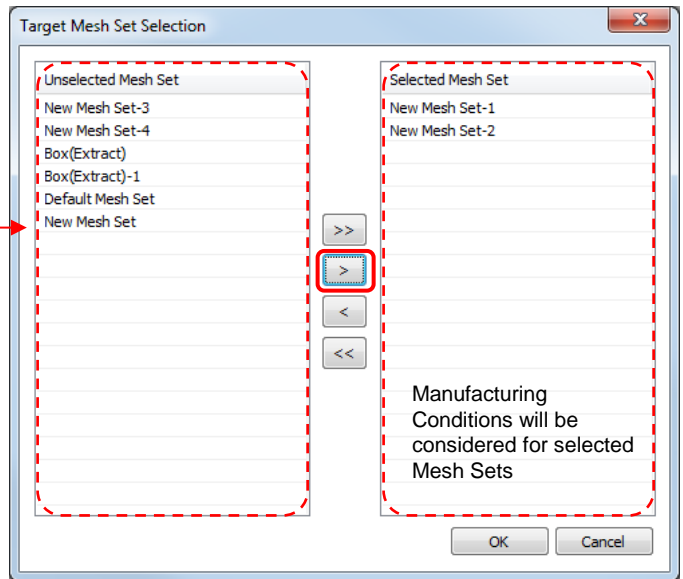 Target Mesh Set Selection
Unselected Mesh Set
New Mesh Set-3
New Mesh Set-4
Box(Extract)
Box(Extract)-1
Default Mesh Set
New Mesh Set
>>
>
<
<<
Selected Mesh Set
New Mesh Set-1
New Mesh Set-2
Manufacturing
Conditions will be
considered for selected
Mesh Sets
OK
Cancel